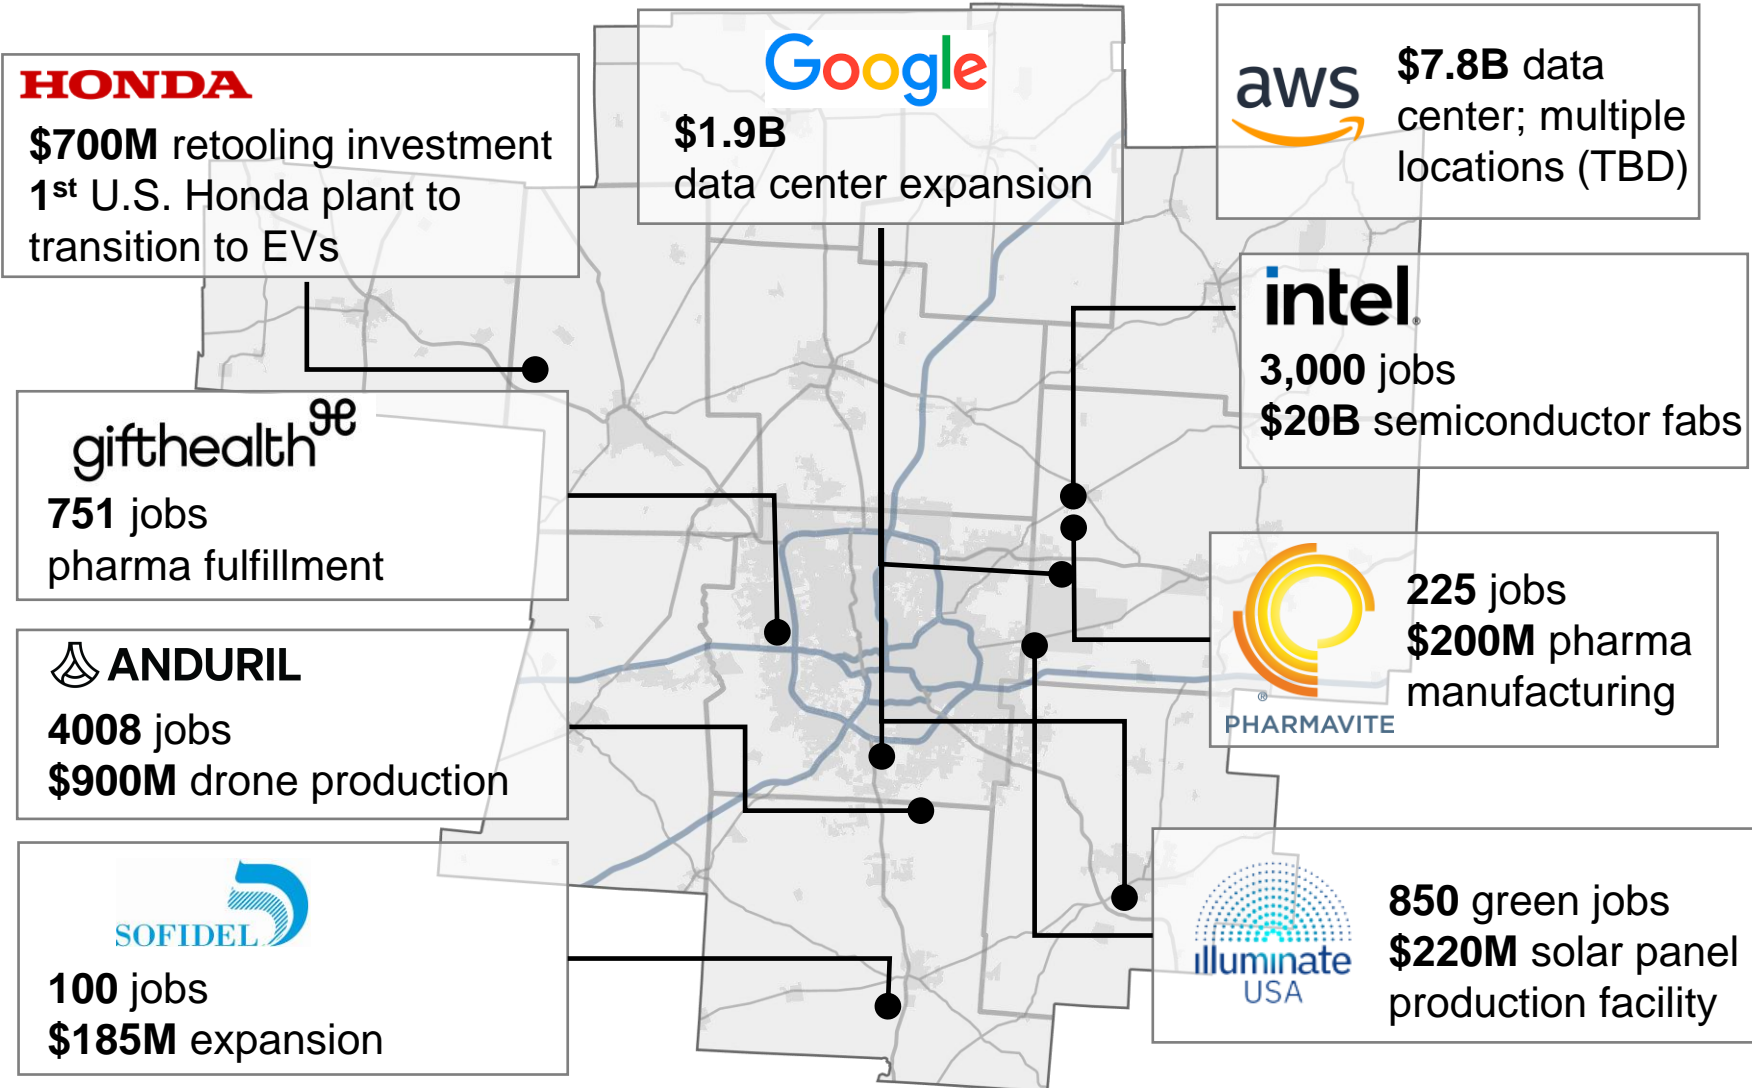 HONDA
$700M retooling investment
1st U.S. Honda plant to
transition to EVs
Google
$1.9B
data center expansion
aws
$7.8B data
center; multiple
locations (TBD)
intel®
3,000 jobs
$20B semiconductor fabs
gifthealth
751 jobs
pharma fulfillment
®
PHARMAVITE
225 jobs
$200M pharma
manufacturing
ANDURIL
4008 jobs
$900M drone production
SOFIDEL
100 jobs
$185M expansion
illuminate
USA
850 green jobs
$220M solar panel
production facility